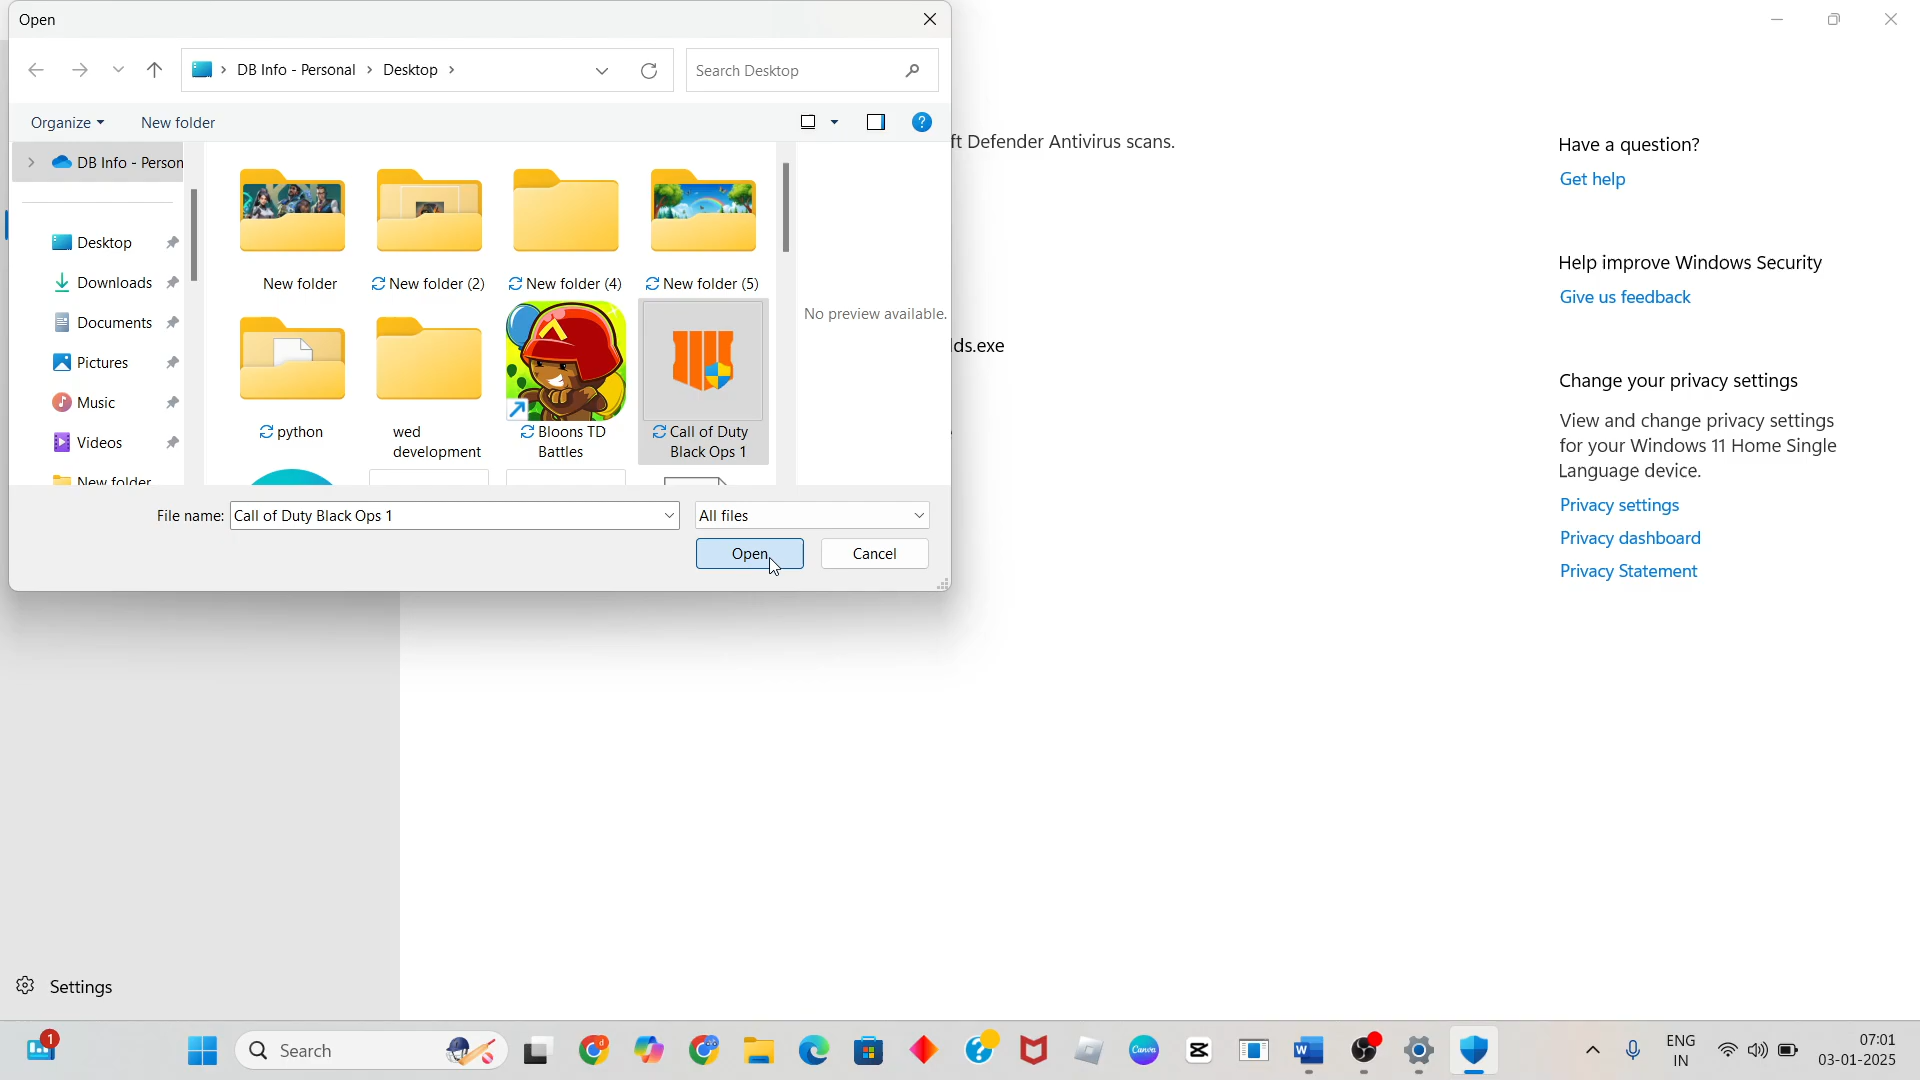 Open
DB Info - Personal > Desktop >
Search Desktop
Organize
New folder
?
DB Info - Person
Desktop
Downloads
Documents
Pictures
Music
Videos
New folder
New folder
New folder (2)
New folder (4)
New folder (5)
python
wed
development
Bloons TD
Battles
Call of Duty
Black Ops 1
No preview available.
File name:
Call of Duty Black Ops 1
All files
Open
Cancel
ft Defender Antivirus scans.
lds.exe
Have a question?
Get help
Help improve Windows Security
Give us feedback
Change your privacy settings
View and change privacy settings
for your Windows 11 Home Single
Language device.
Privacy settings
Privacy dashboard
Privacy Statement
Settings
1
Search
Canva
ENG
IN
07:01
03-01-2025